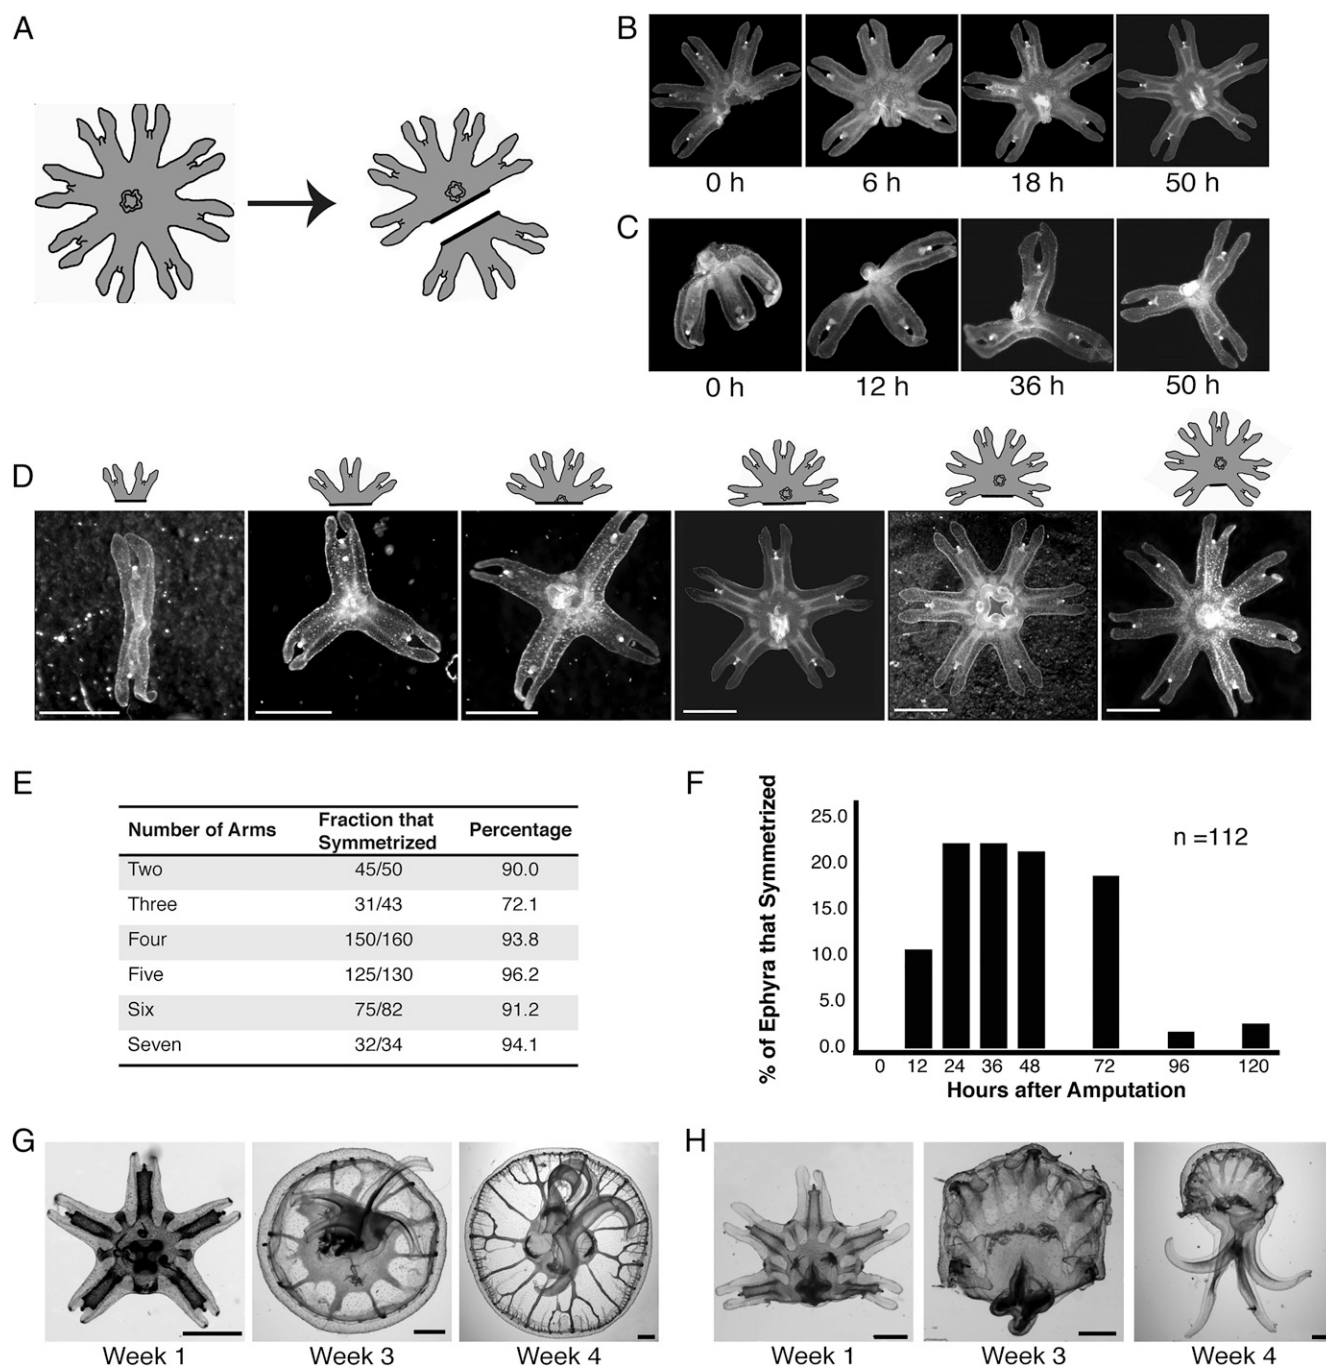 A
B
0 h 6 h 18 h 50 h
C
0 h 12 h 36 h 50 h
D
E
Number of Arms Fraction that Symmetrized Percentage
Two 45/50 90.0
Three 31/43 72.1
Four 150/160 93.8
Five 125/130 96.2
Six 75/82 91.2
Seven 32/34 94.1
F
% of Ephyra that Symmetrized
25.0
20.0
15.0
10.0
5.0
0.0
n =112
0 12 24 36 48 72 96 120
Hours after Amputation
G
Week 1 Week 3 Week 4
H
Week 1 Week 3 Week 4